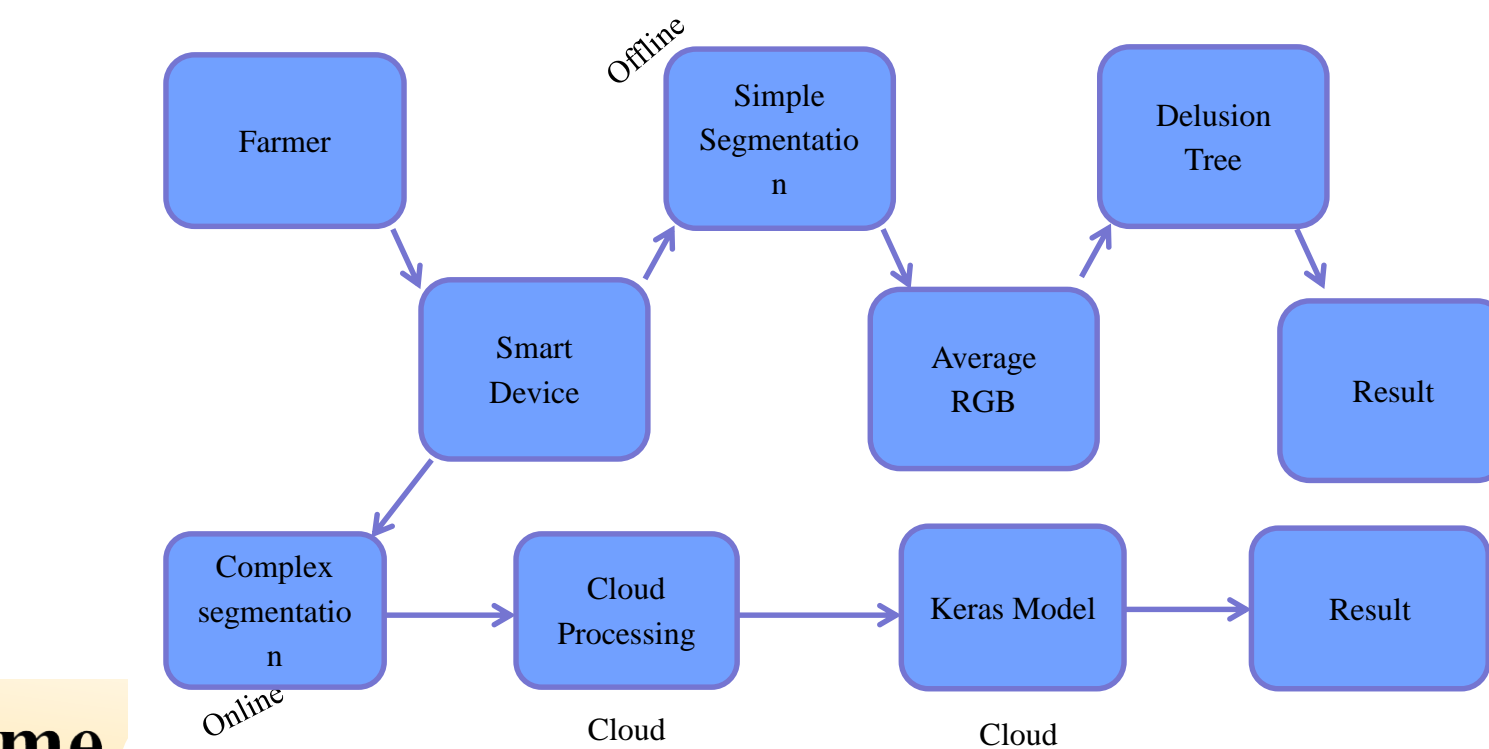 Offline
Farmer
Simple
Segmentatio
n
Delusion
Tree
Smart
Device
Average
RGB
Result
Complex
segmentatio
n
Cloud
Processing
Keras Model
Result
Online
Cloud
Cloud
me